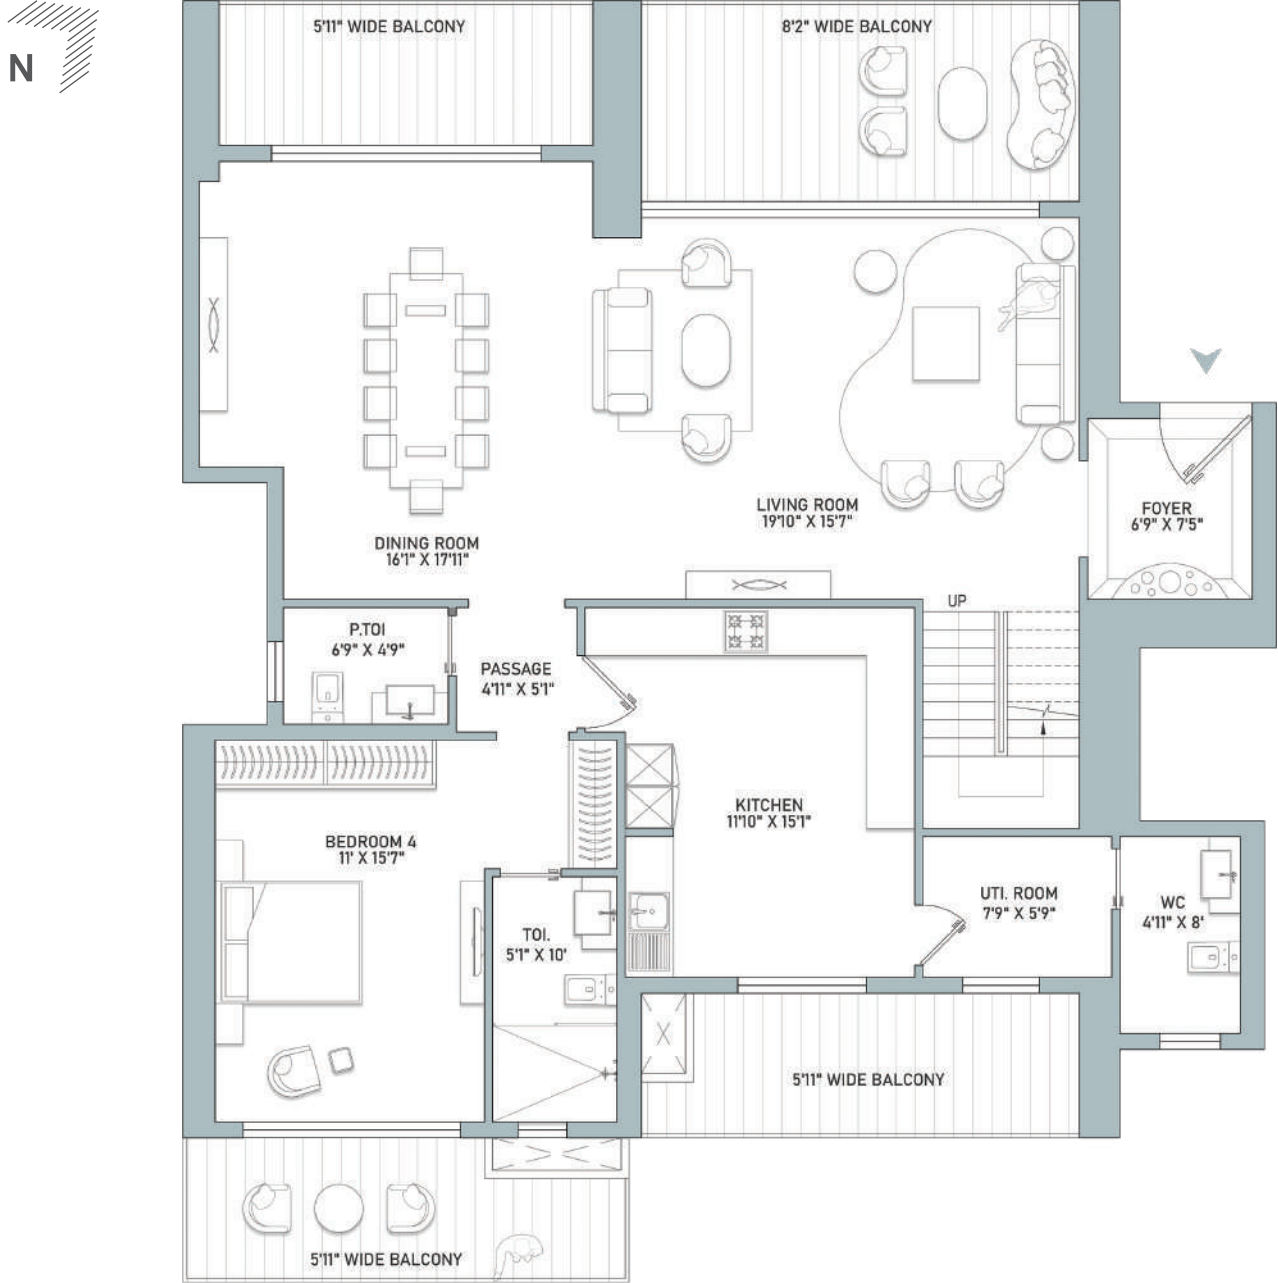 N
5'11" WIDE BALCONY
8'2" WIDE BALCONY
LIVING ROOM
19'10" X 15'7"
FOYER
6'9" X 7'5"
DINING ROOM
16'1" X 17'11"
UP
P.TOI
6'9" X 4'9"
PASSAGE
4'11" X 5'1"
KITCHEN
11'10" X 15'1"
BEDROOM 4
11' X 15'7"
UTI. ROOM
7'9" X 5'9"
WC
4'11" X 8'
TOI.
5'1" X 10'
5'11" WIDE BALCONY
5'11" WIDE BALCONY